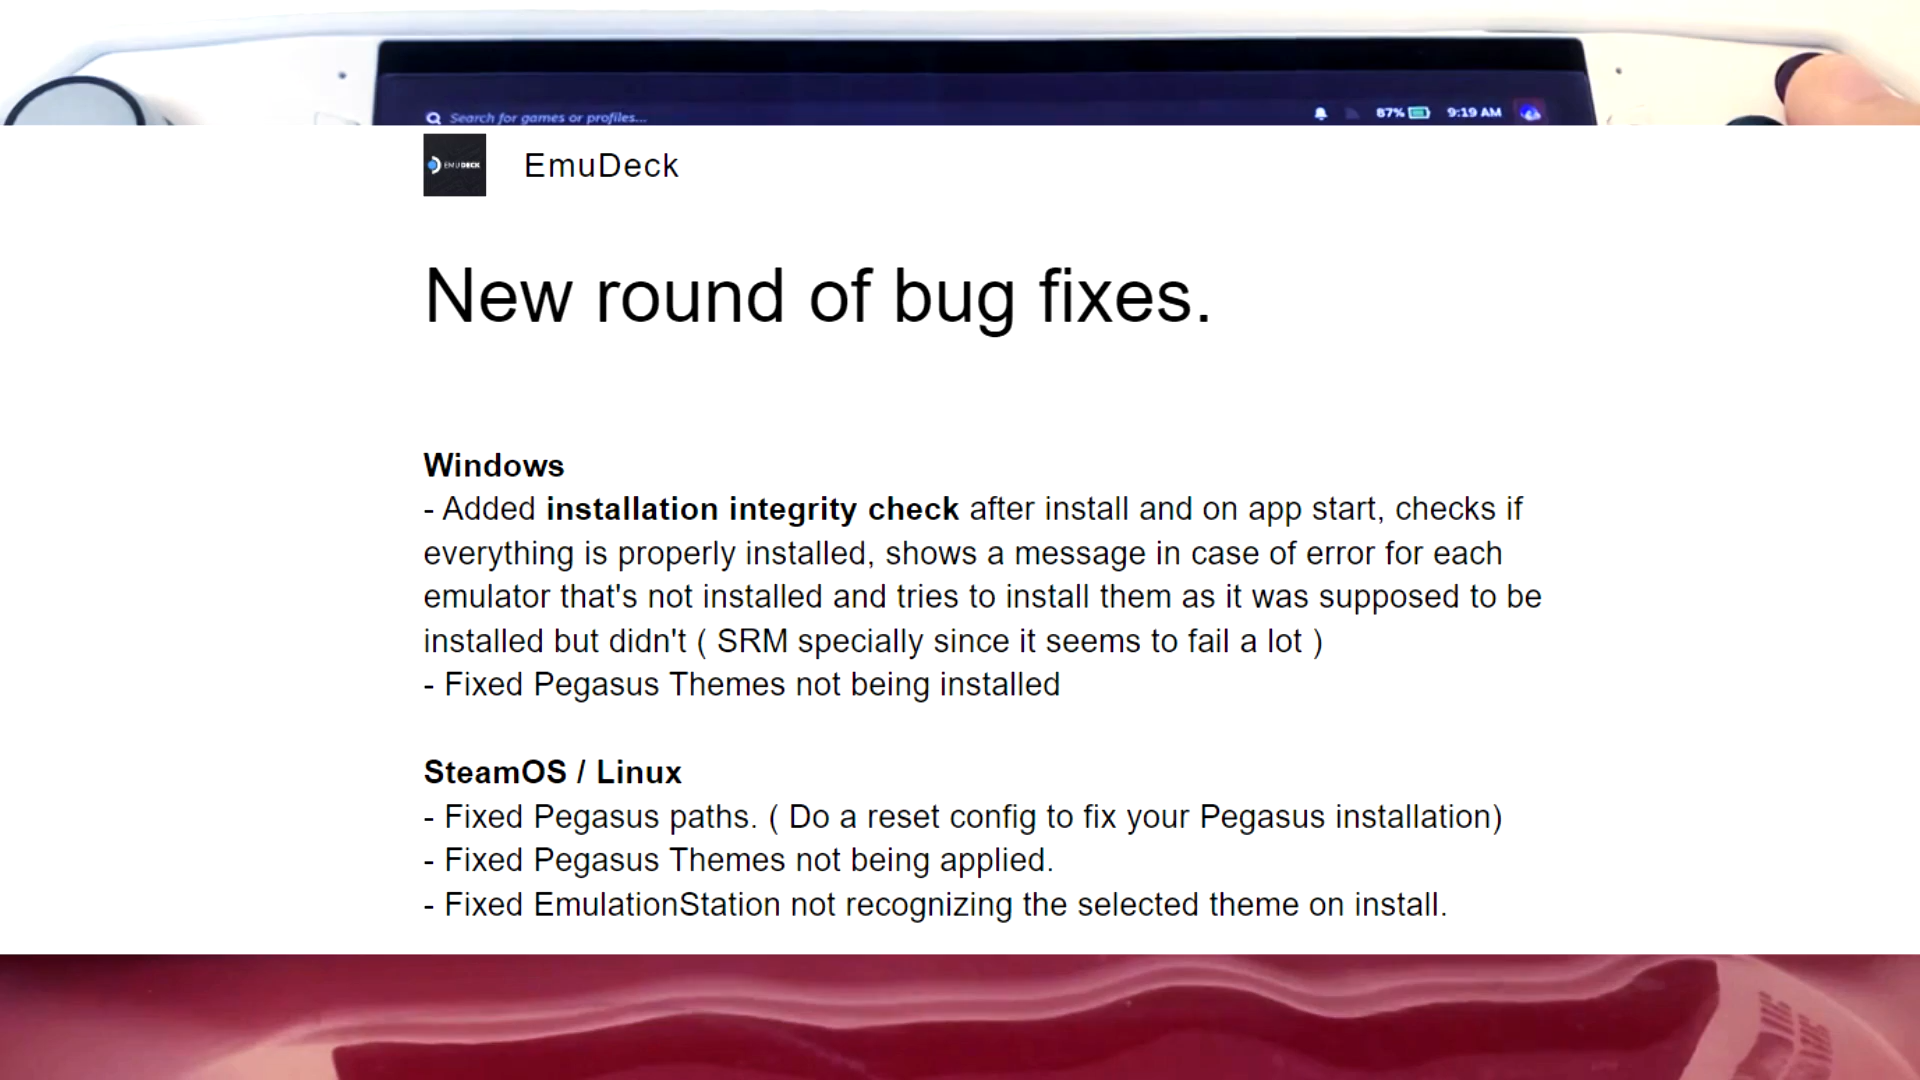 Search for games or profiles...
87%
9:19 AM
EMUDECK
EmuDeck
New round of bug fixes.
Windows
- Added installation integrity check after install and on app start, checks if
everything is properly installed, shows a message in case of error for each
emulator that's not installed and tries to install them as it was supposed to be
installed but didn't ( SRM specially since it seems to fail a lot )
- Fixed Pegasus Themes not being installed
SteamOS / Linux
- Fixed Pegasus paths. ( Do a reset config to fix your Pegasus installation)
- Fixed Pegasus Themes not being applied.
- Fixed EmulationStation not recognizing the selected theme on install.